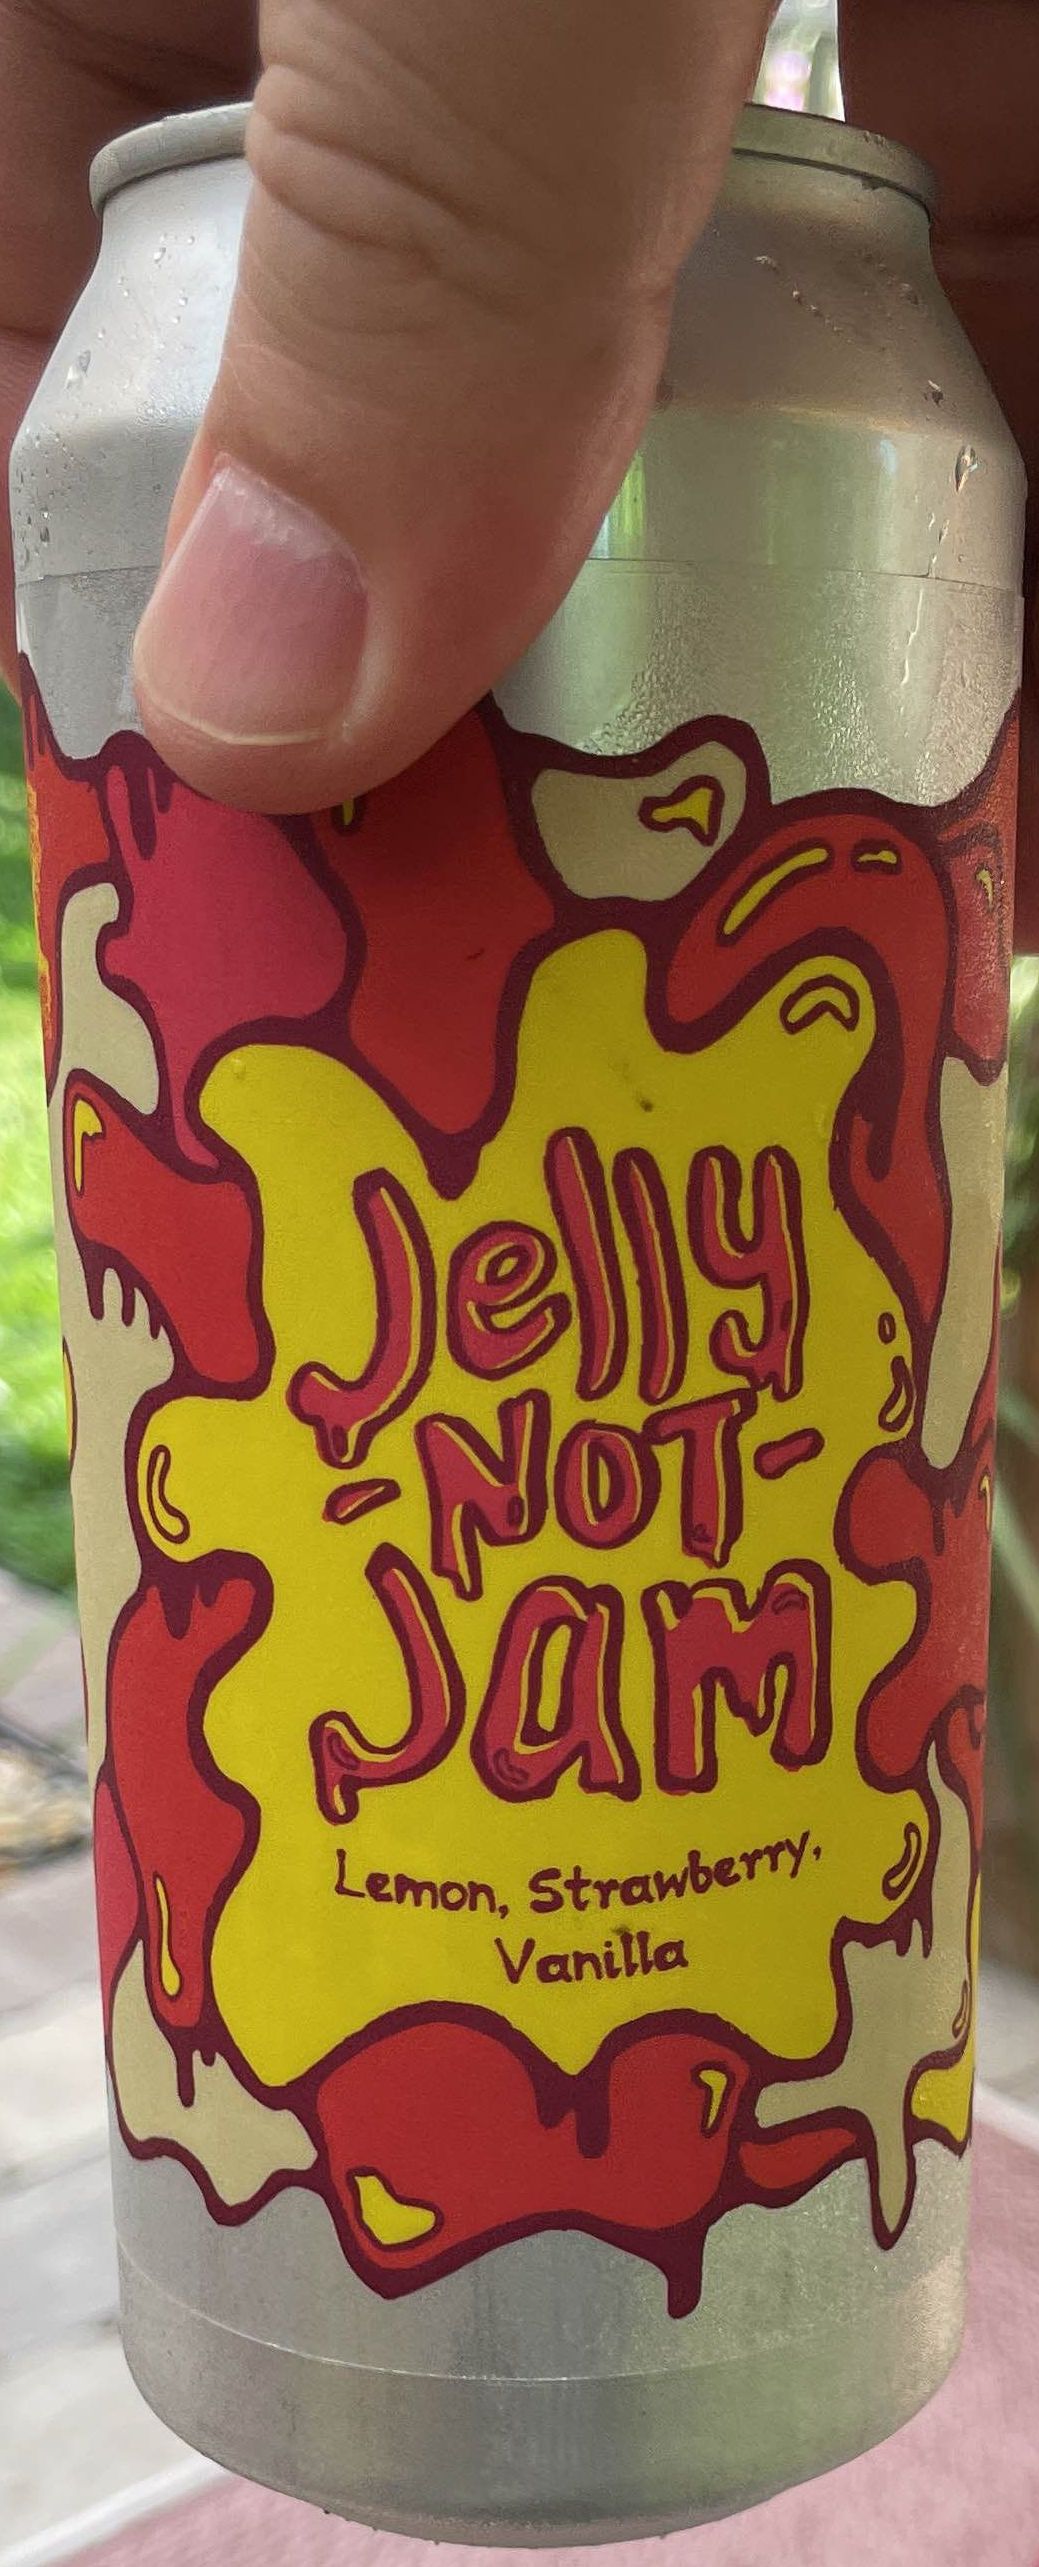 Jelly
-NOT-
Jam
Lemon, Strawberry,
Vanilla